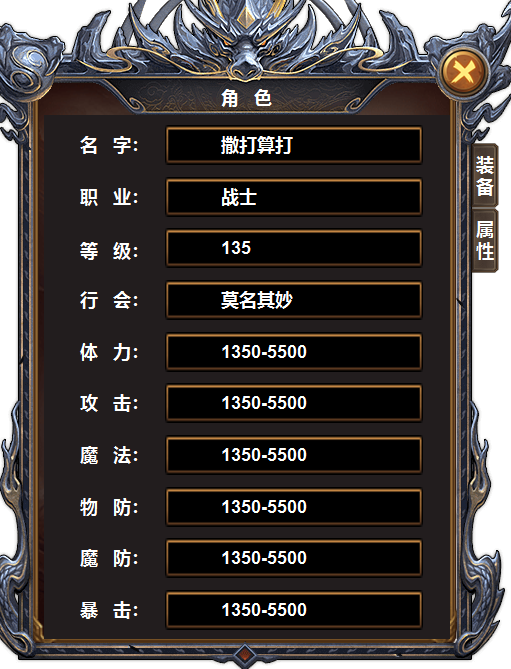 角 色
名 字： 撒打算打
职 业： 战士
等 级： 135
行 会： 莫名其妙
体 力： 1350-5500
攻 击： 1350-5500
魔 法： 1350-5500
物 防： 1350-5500
魔 防： 1350-5500
暴 击： 1350-5500
装备
属性